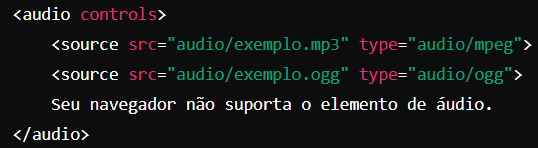 <audio controls>
<source src="audio/exemplo.mp3" type="audio/mpeg">
<source src="audio/exemplo.ogg" type="audio/ogg">
Seu navegador não suporta o elemento de áudio.
</audio>